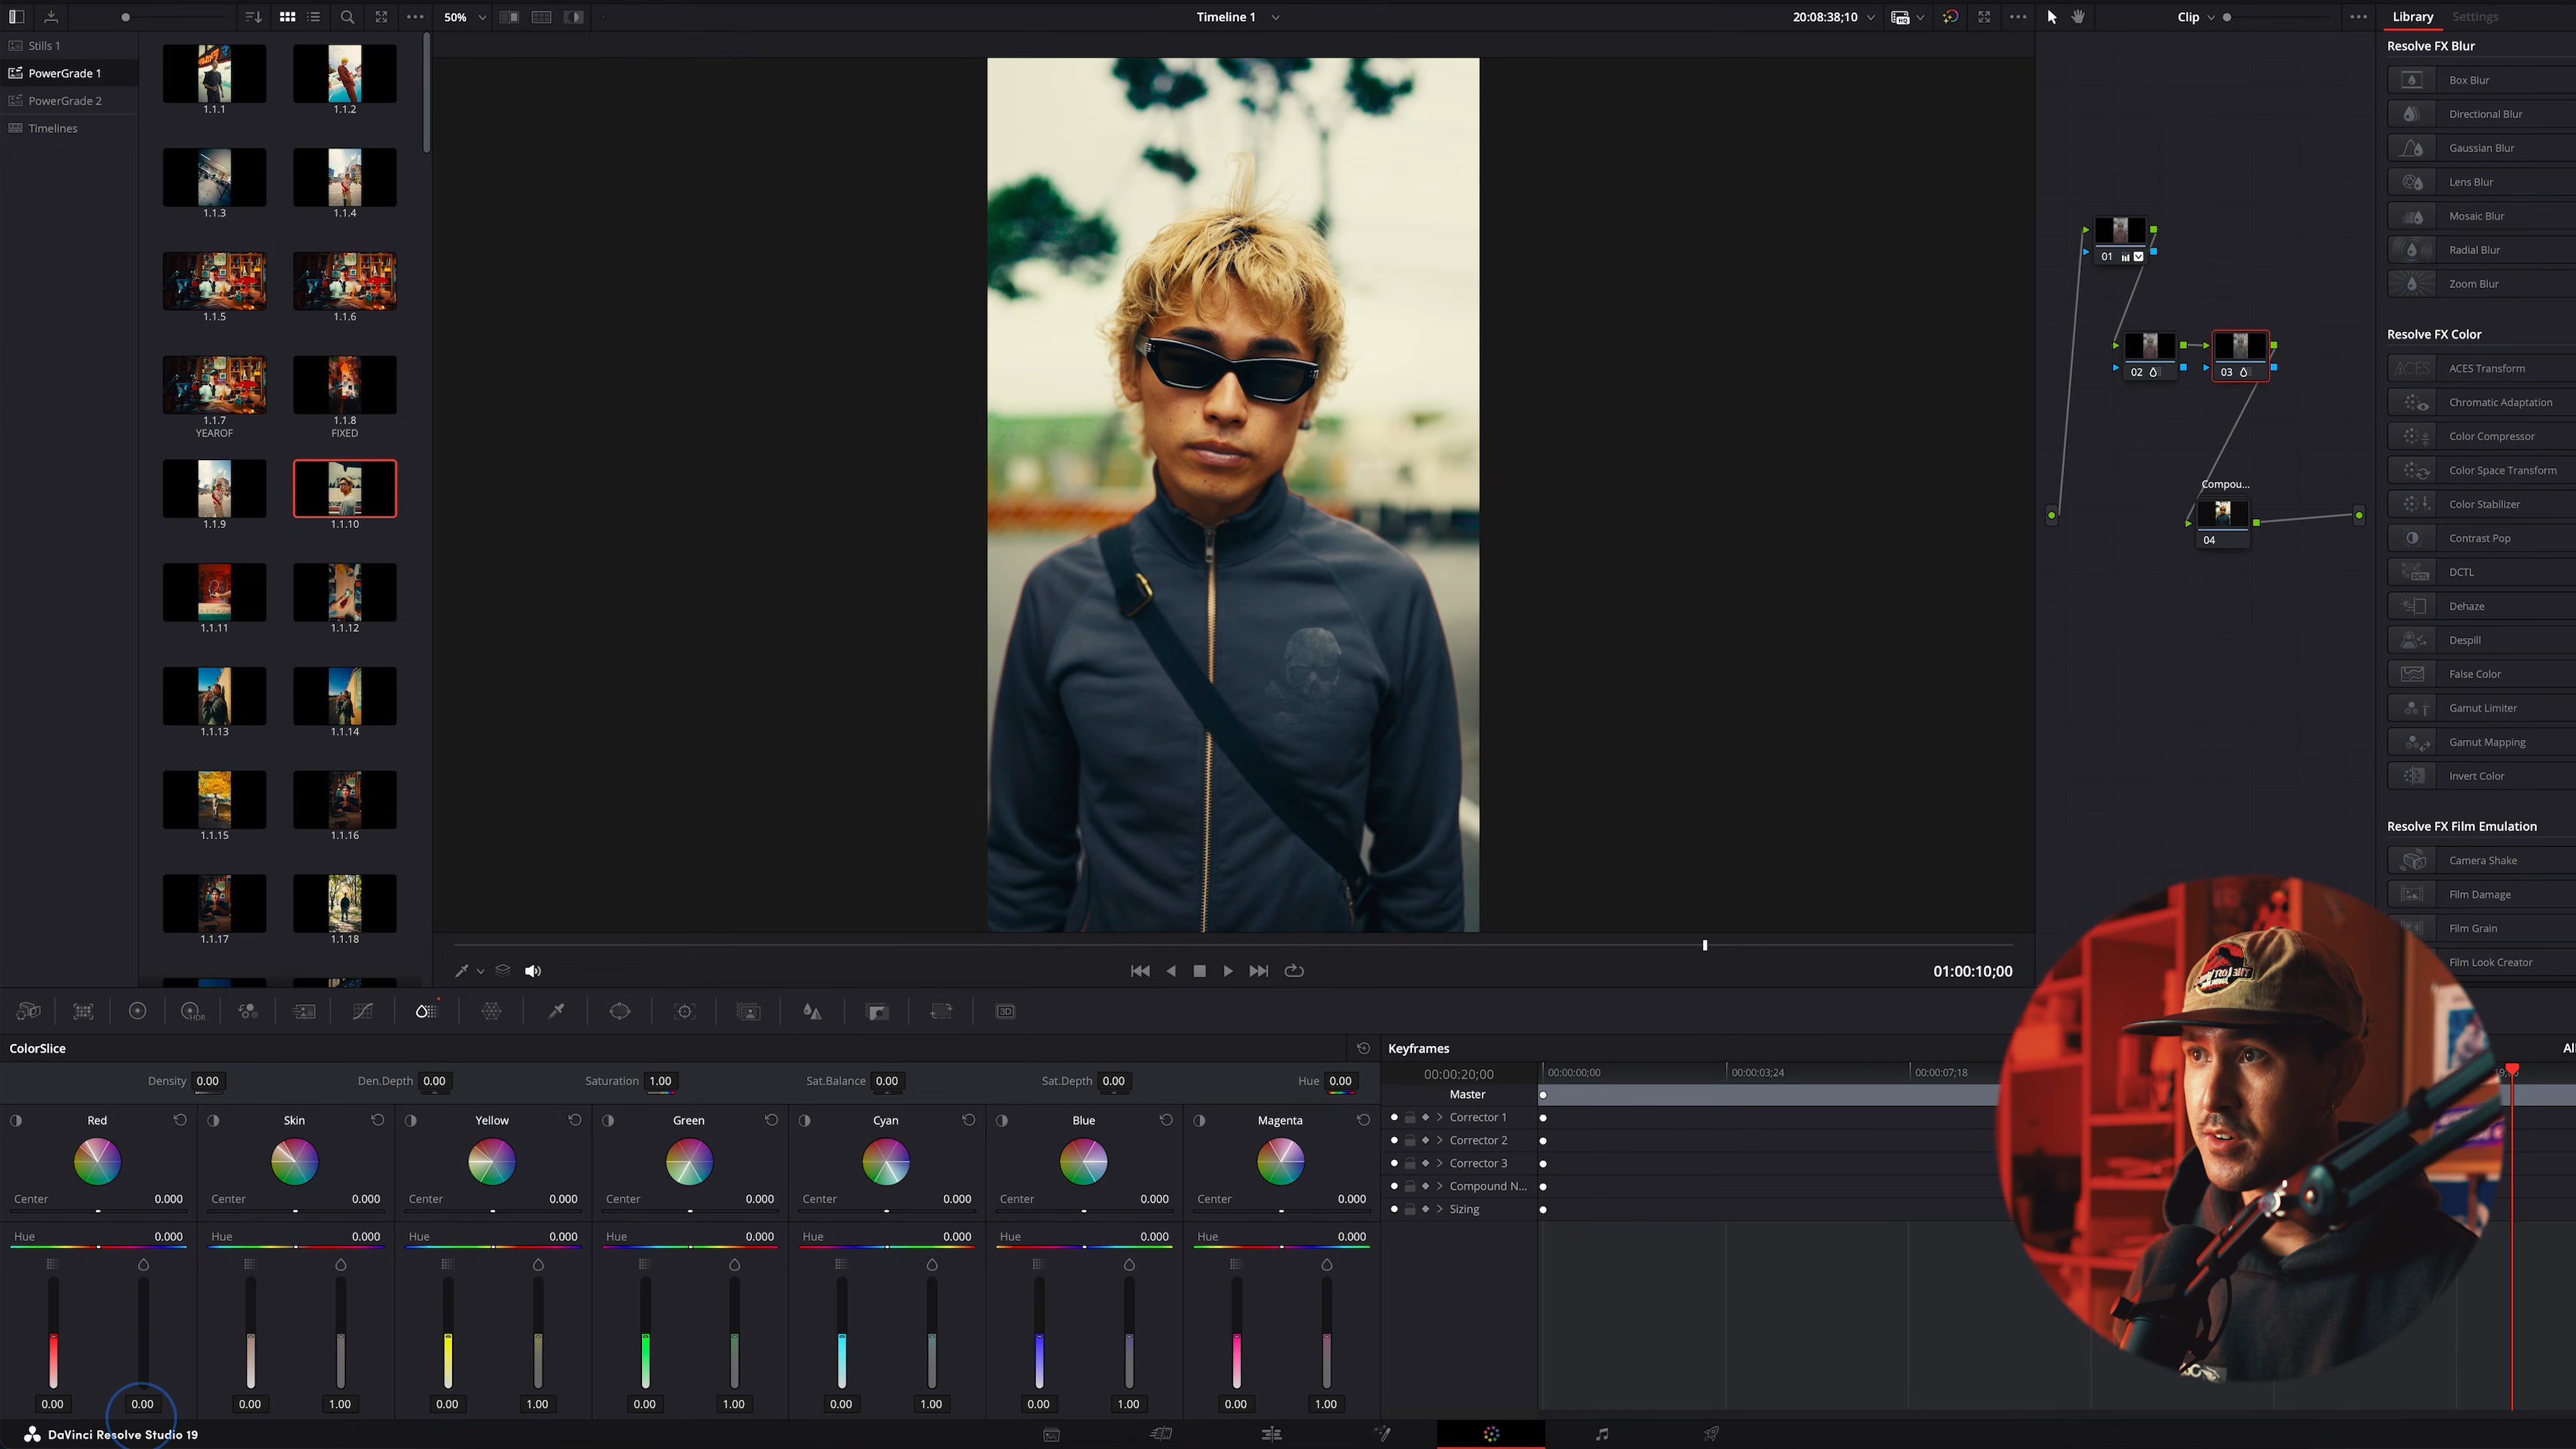 50%
Timeline 1
20:08:38;10
Clip
Library
Settings
Stills 1
PowerGrade 1
PowerGrade 2
Timelines
1.1.1
1.1.2
1.1.3
1.1.4
1.1.5
1.1.6
1.1.7
YEAROF
1.1.8
FIXED
1.1.9
1.1.10
1.1.11
1.1.12
1.1.13
1.1.14
1.1.15
1.1.16
1.1.17
1.1.18
01
02
03
Compou...
04
Resolve FX Blur
Box Blur
Directional Blur
Gaussian Blur
Lens Blur
Mosaic Blur
Radial Blur
Zoom Blur
Resolve FX Color
ACES Transform
Chromatic Adaptation
Color Compressor
Color Space Transform
Color Stabilizer
Contrast Pop
DCTL
Dehaze
Despill
False Color
Gamut Limiter
Gamut Mapping
Invert Color
Resolve FX Film Emulation
Camera Shake
Film Damage
Film Grain
Film Look Creator
01:00:10;00
HDR
3D
ColorSlice
Density 0.00
Den.Depth 0.00
Saturation 1.00
Sat.Balance 0.00
Sat.Depth 0.00
Hue 0.00
Red
Skin
Yellow
Green
Cyan
Blue
Magenta
Center 0.000
Center 0.000
Center 0.000
Center 0.000
Center 0.000
Center 0.000
Center 0.000
Hue 0.000
Hue 0.000
Hue 0.000
Hue 0.000
Hue 0.000
Hue 0.000
Hue 0.000
0.00 0.00
0.00 1.00
0.00 1.00
0.00 1.00
0.00 1.00
0.00 1.00
0.00 1.00
Keyframes
All
00:00:20;00
00:00:00;00
00:00:03;24
00:00:07;18
Master
Corrector 1
Corrector 2
Corrector 3
Compound N...
Sizing
DaVinci Resolve Studio 19